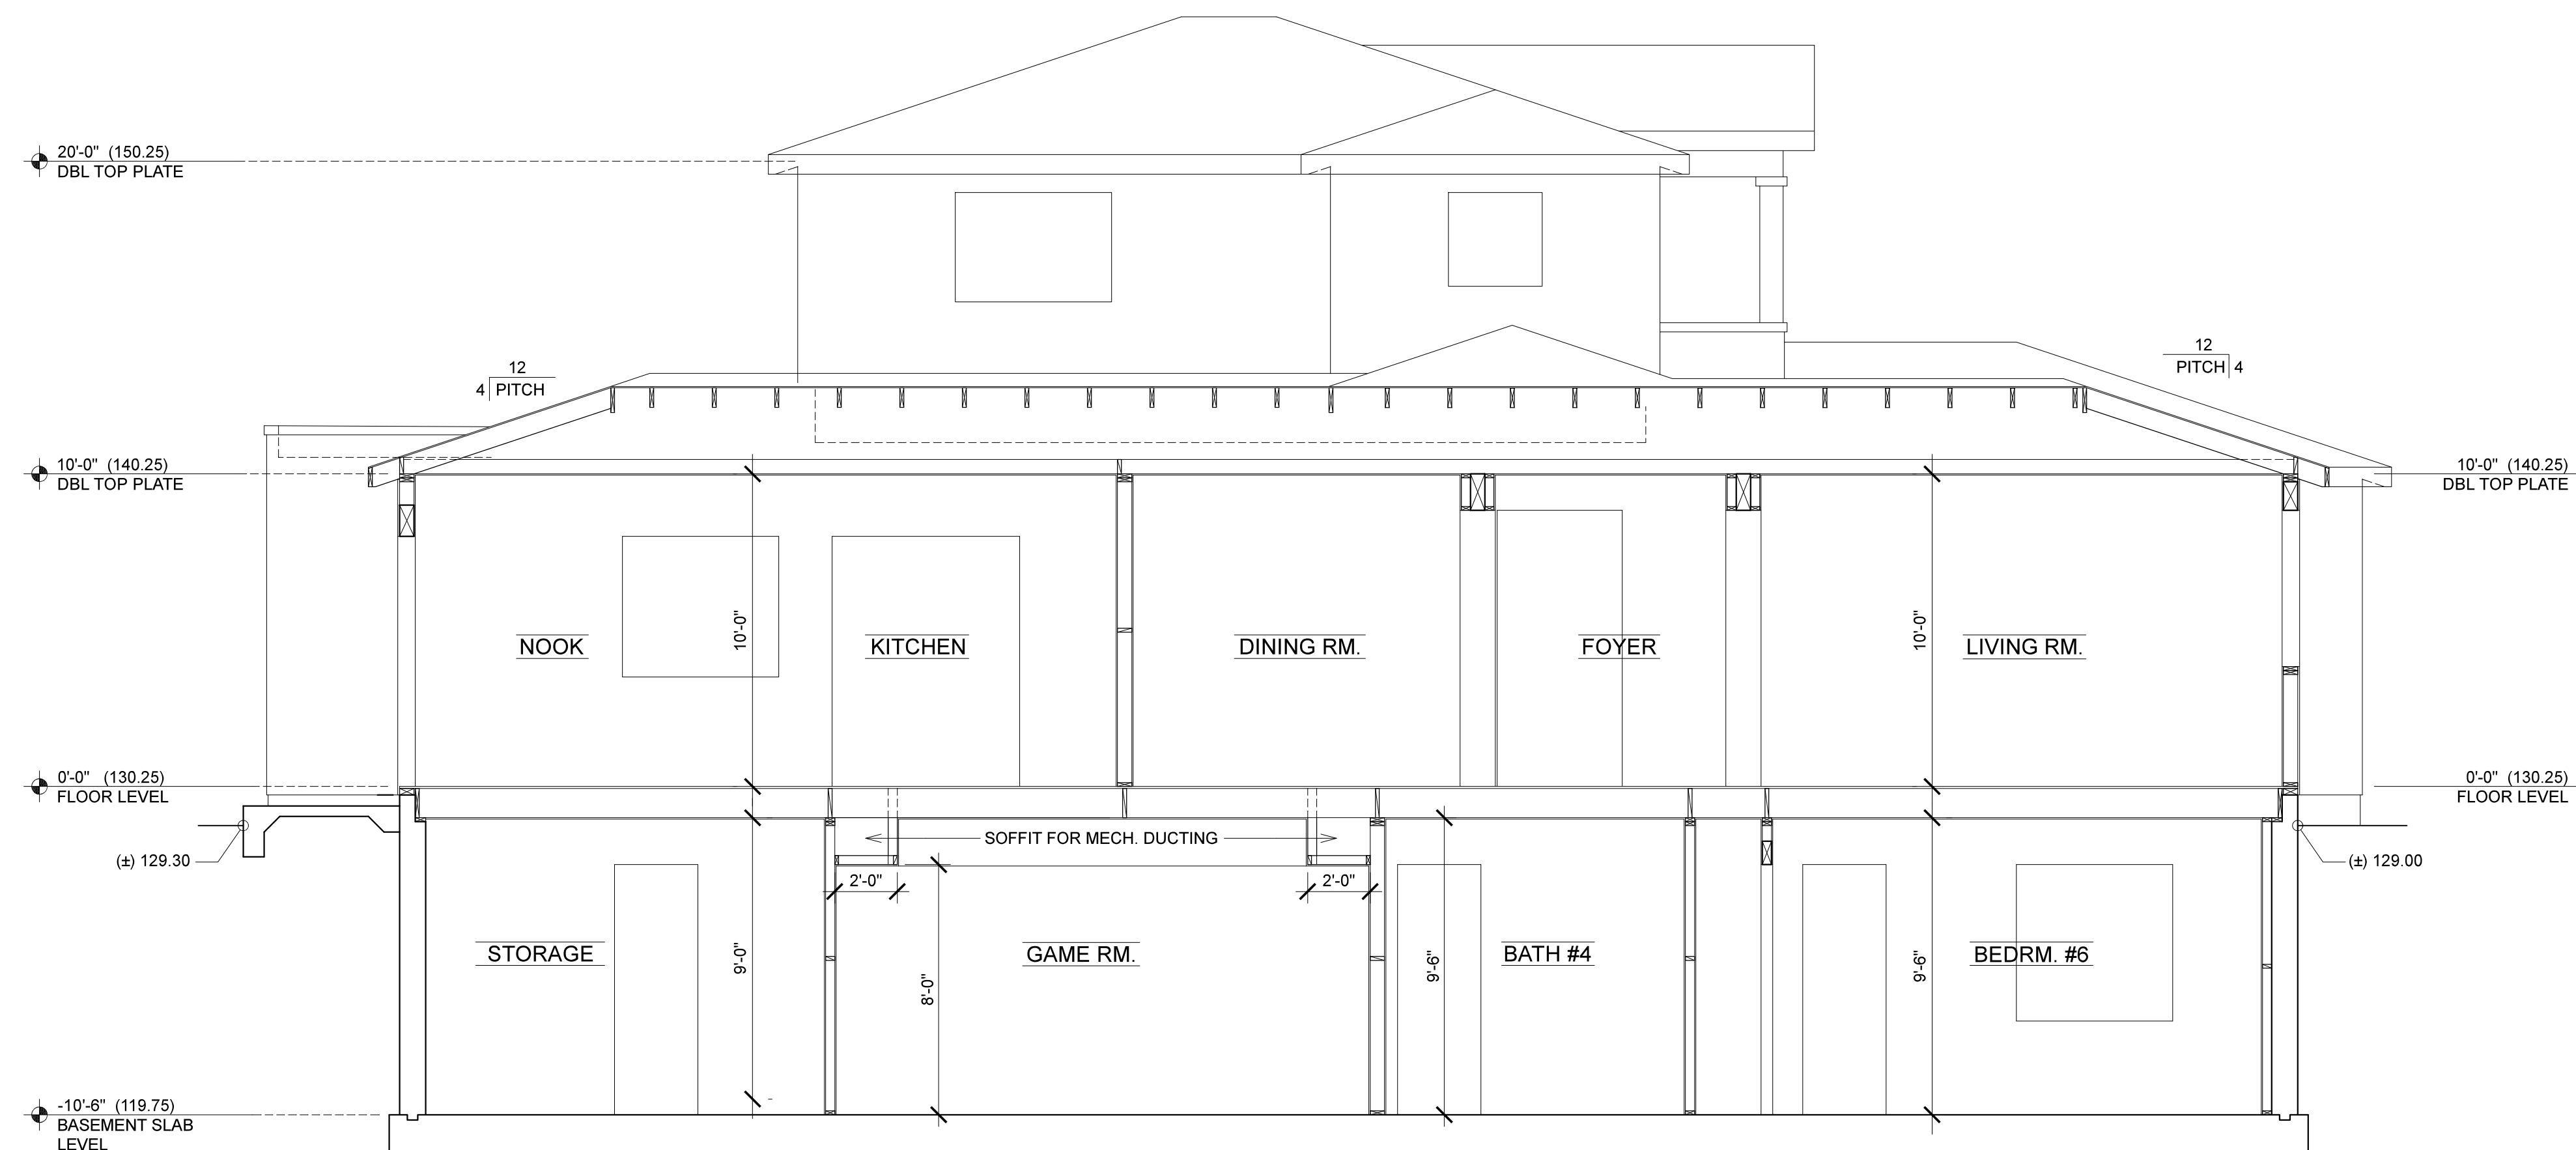 20'-0" (150.25)
DBL TOP PLATE
12
4 PITCH
12
PITCH 4
10'-0" (140.25)
DBL TOP PLATE
10'-0" (140.25)
DBL TOP PLATE
10'-0"
10'-0"
NOOK
KITCHEN
DINING RM.
FOYER
LIVING RM.
0'-0" (130.25)
FLOOR LEVEL
0'-0" (130.25)
FLOOR LEVEL
SOFFIT FOR MECH. DUCTING
(±) 129.30
(±) 129.00
2'-0"
2'-0"
STORAGE
9'-0"
8'-0"
GAME RM.
9'-6"
BATH #4
9'-6"
BEDRM. #6
-10'-6" (119.75)
BASEMENT SLAB
LEVEL